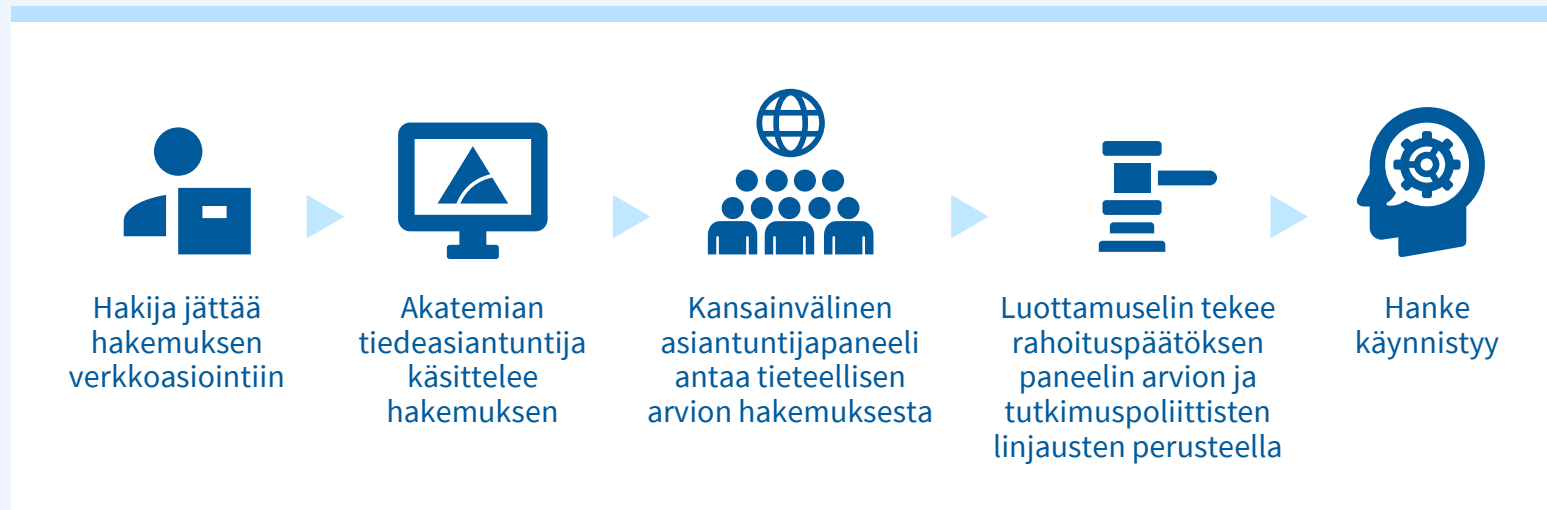 Hakija jättää
hakemuksen
verkkoasiointiin
Akatemian
tiedeasiantuntija
käsittelee
hakemuksen
Kansainvälinen
asiantuntijapaneeli
antaa tieteellisen
arvion hakemuksesta
Luottamuselin tekee
rahoituspäätöksen
paneelin arvion ja
tutkimuspoliittisten
linjausten perusteella
Hanke
käynnistyy